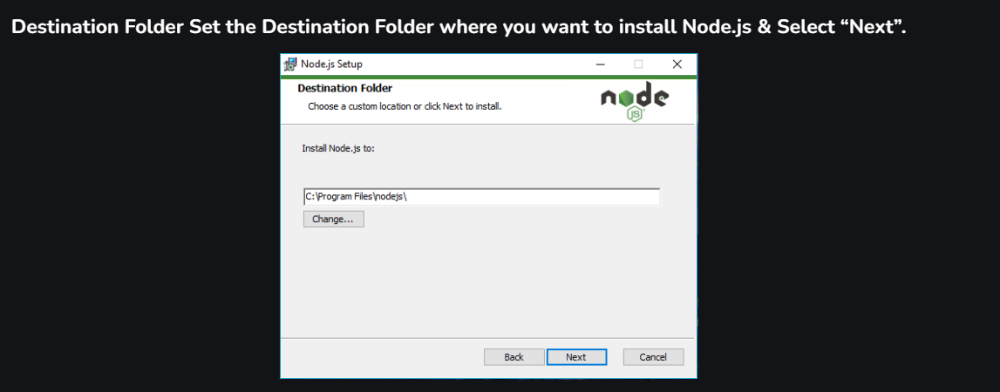 Destination Folder Set the Destination Folder where you want to install Node.js & Select “Next”.
Node.js Setup
Destination Folder
Choose a custom location or click Next to install.
node
JS
Install Node.js to:
C:\Program Files\nodejs\
Change...
Back
Next
Cancel